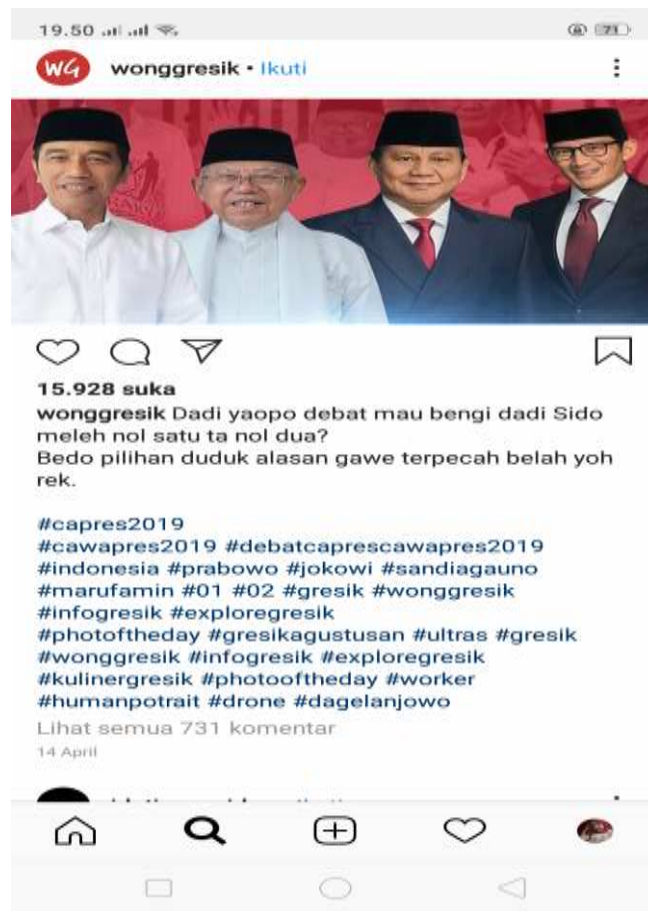 19.50
71
WG
wonggresik • Ikuti
15.928 suka
wonggresik Dadi yaopo debat mau bengi dadi Sido
meleh nol satu ta nol dua?
Bedo pilihan duduk alasan gawe terpecah belah yoh
rek.
#capres2019
#cawapres2019 #debatcaprescawapres2019
#indonesia #prabowo #jokowi #sandiagauno
#marufamin #01 #02 #gresik #wonggresik
#infogresik #exploregresik
#photoftheday #gresikagustusan #ultras #gresik
#wonggresik #infogresik #exploregresik
#kulinergresik #photooftheday #worker
#humanpotrait #drone #dagelanjowo
Lihat semua 731 komentar
14 April